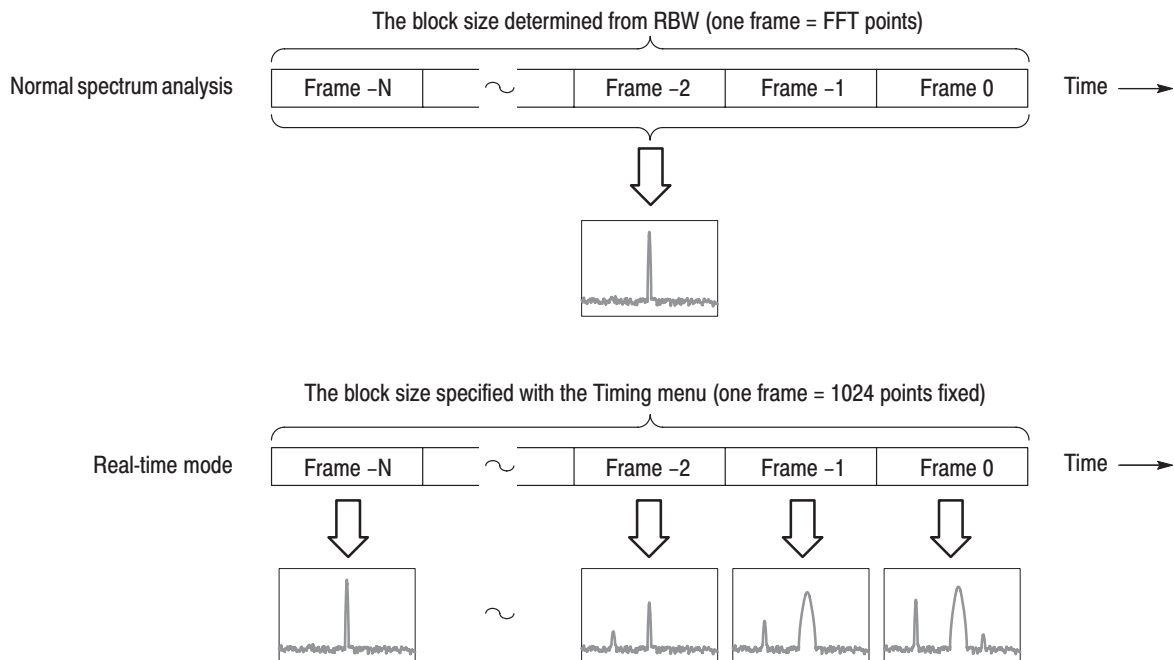 The block size determined from RBW (one frame = FFT points)
Normal spectrum analysis
Frame –N
Frame –2
Frame –1
Frame 0
Time
The block size specified with the Timing menu (one frame = 1024 points fixed)
Real-time mode
Frame –N
Frame –2
Frame –1
Frame 0
Time